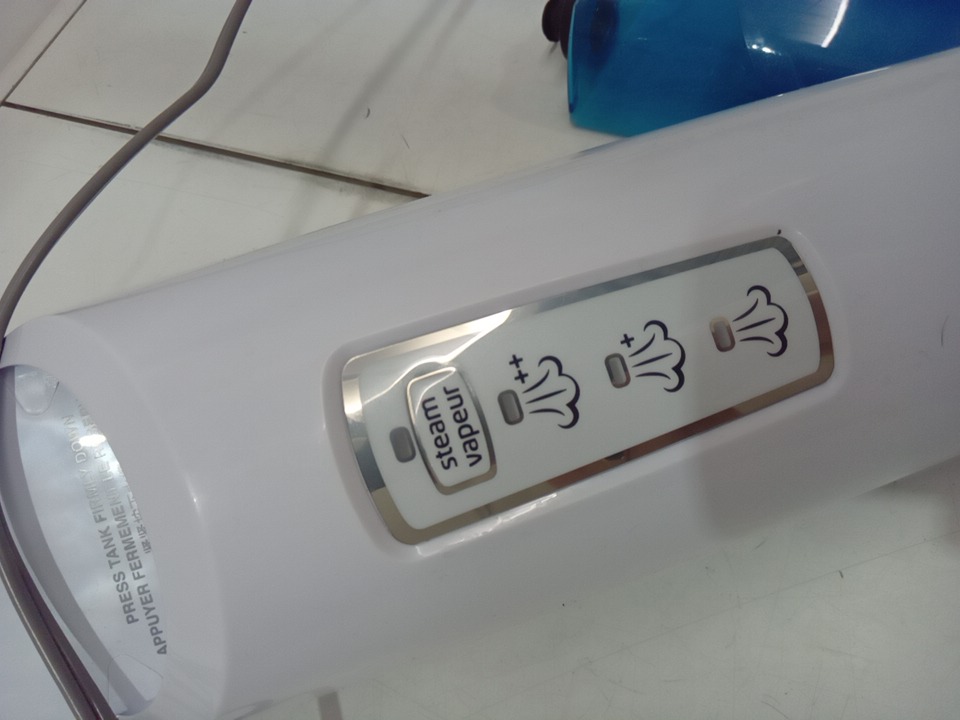 steam
vapeur
++
+
PRESS TANK FIRMLY DOWN
APPUYER FERMEMENT